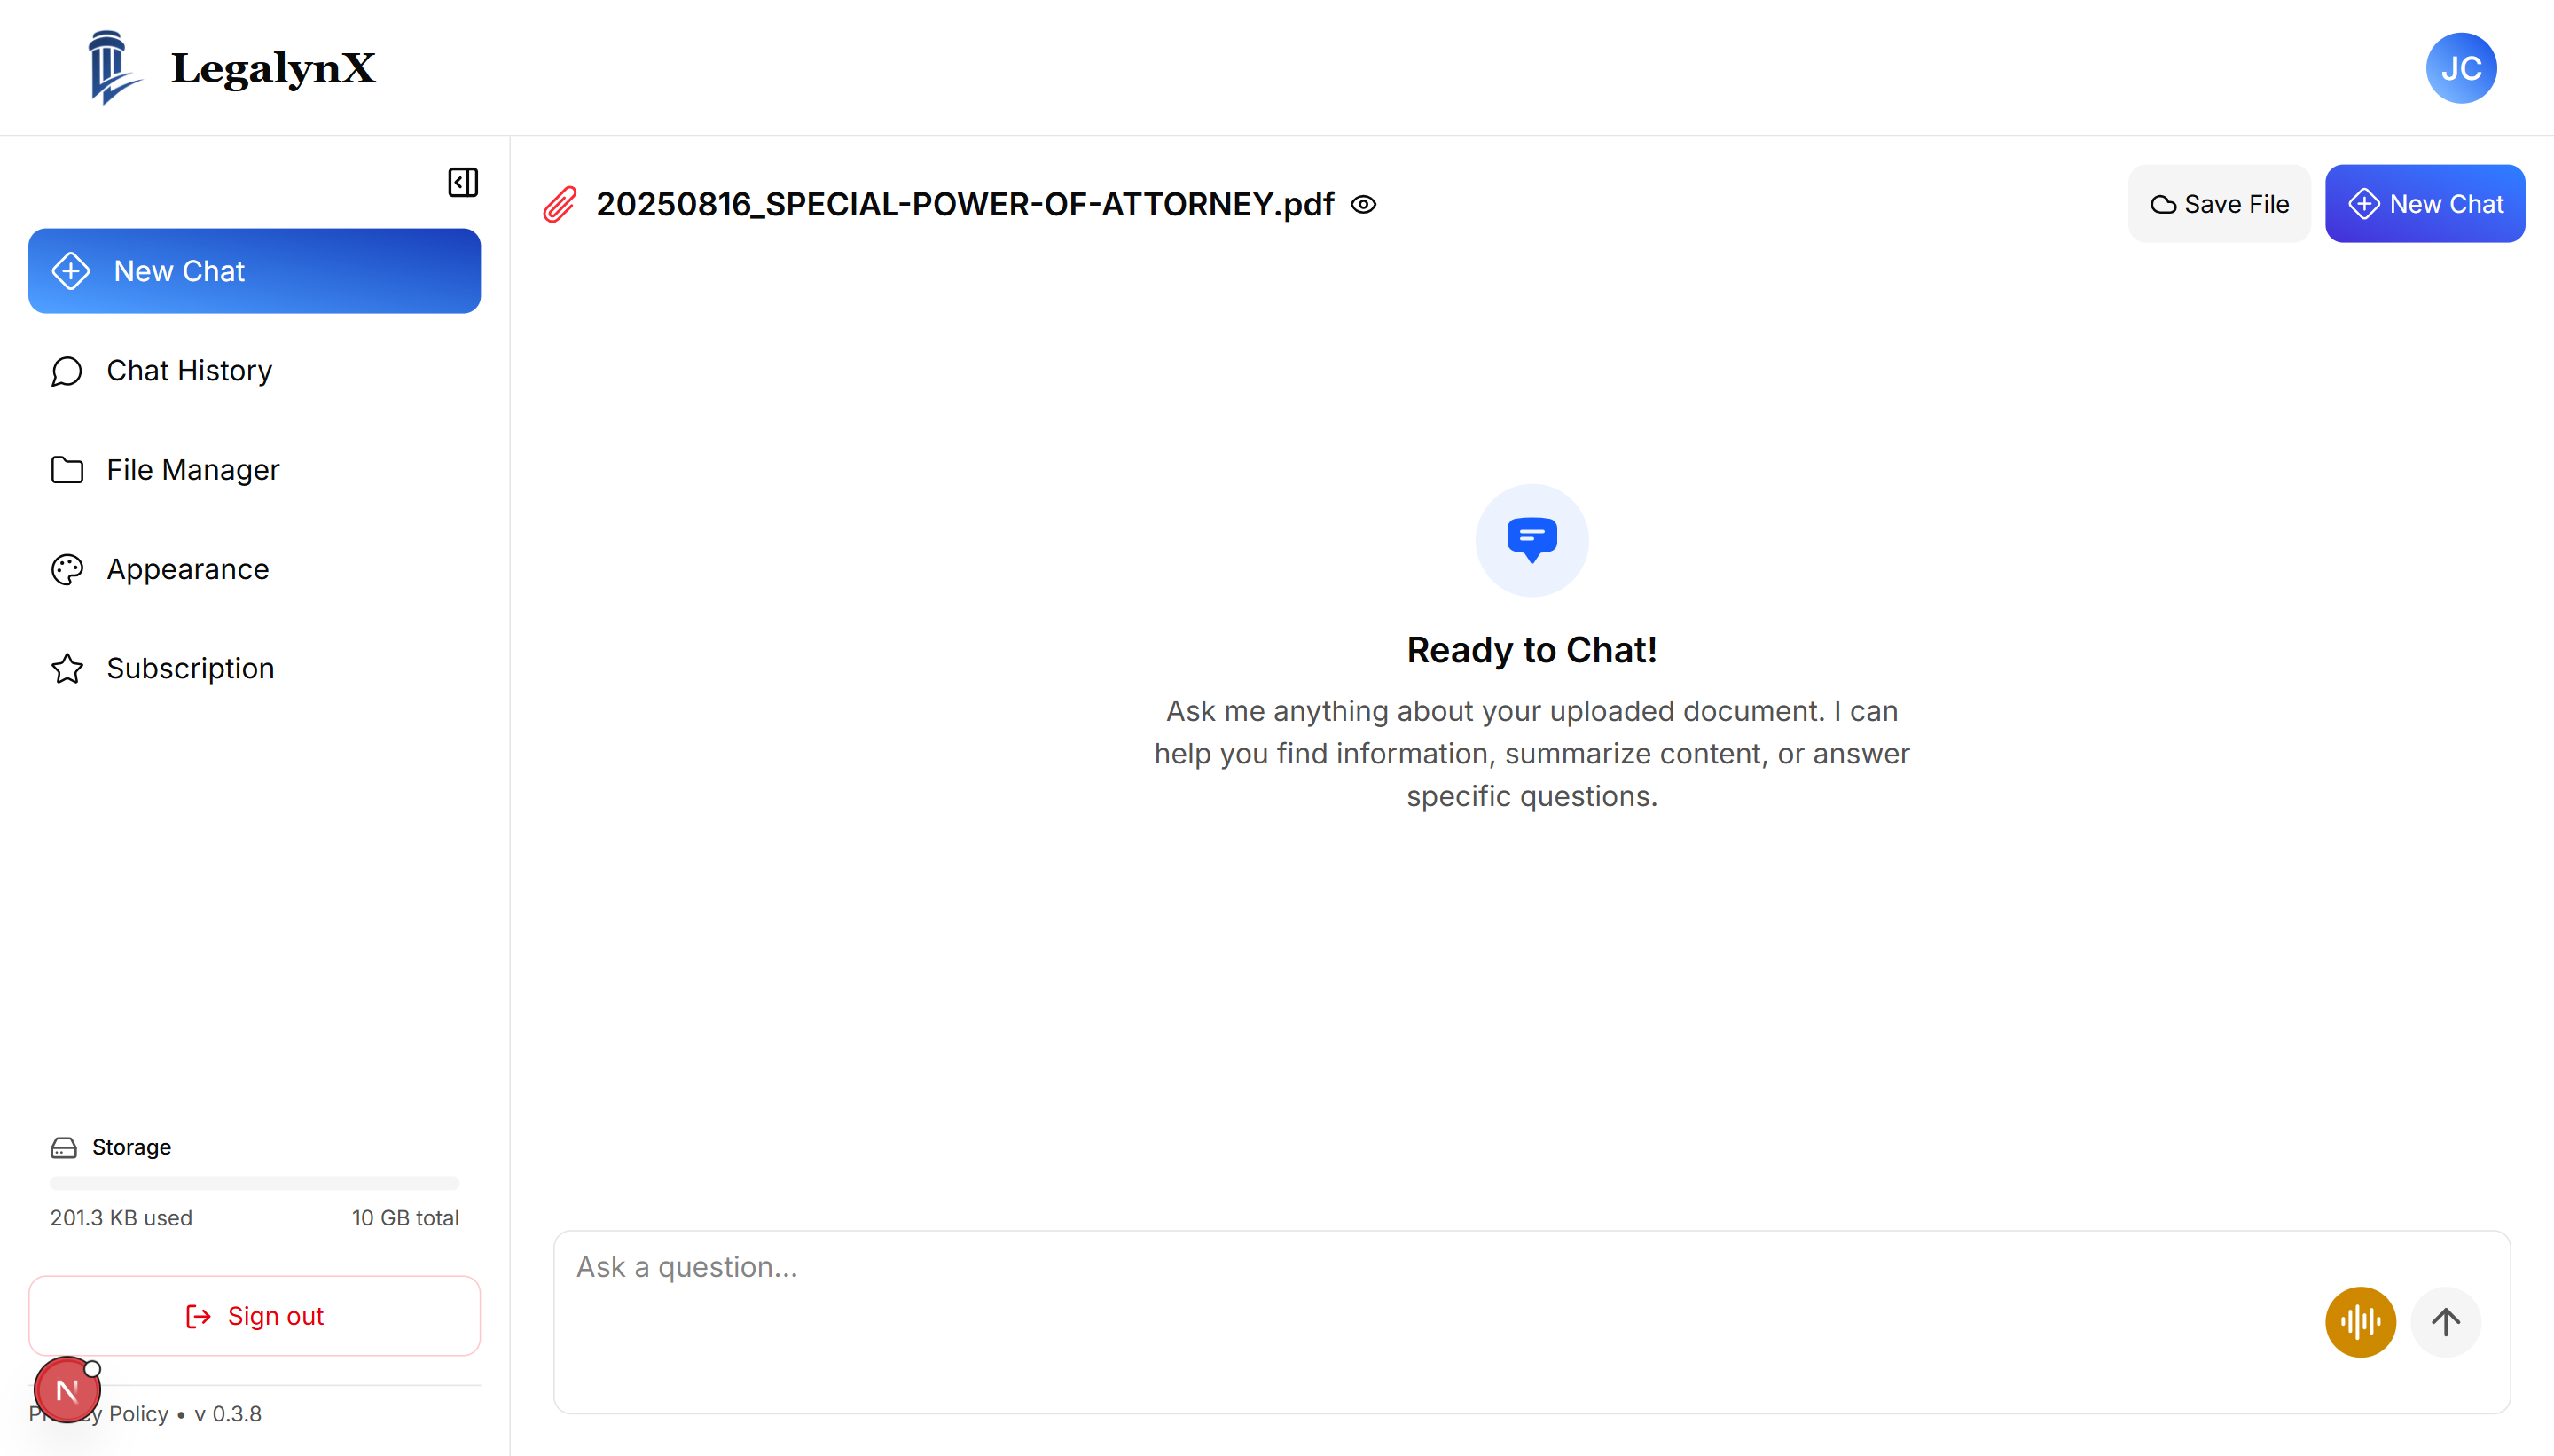 LegalynX
JC
New Chat
Chat History
File Manager
Appearance
Subscription
Storage
201.3 KB used
10 GB total
Sign out
N
Policy • v 0.3.8
20250816_SPECIAL-POWER-OF-ATTORNEY.pdf
Save File
New Chat
Ready to Chat!
Ask me anything about your uploaded document. I can
help you find information, summarize content, or answer
specific questions.
Ask a question...